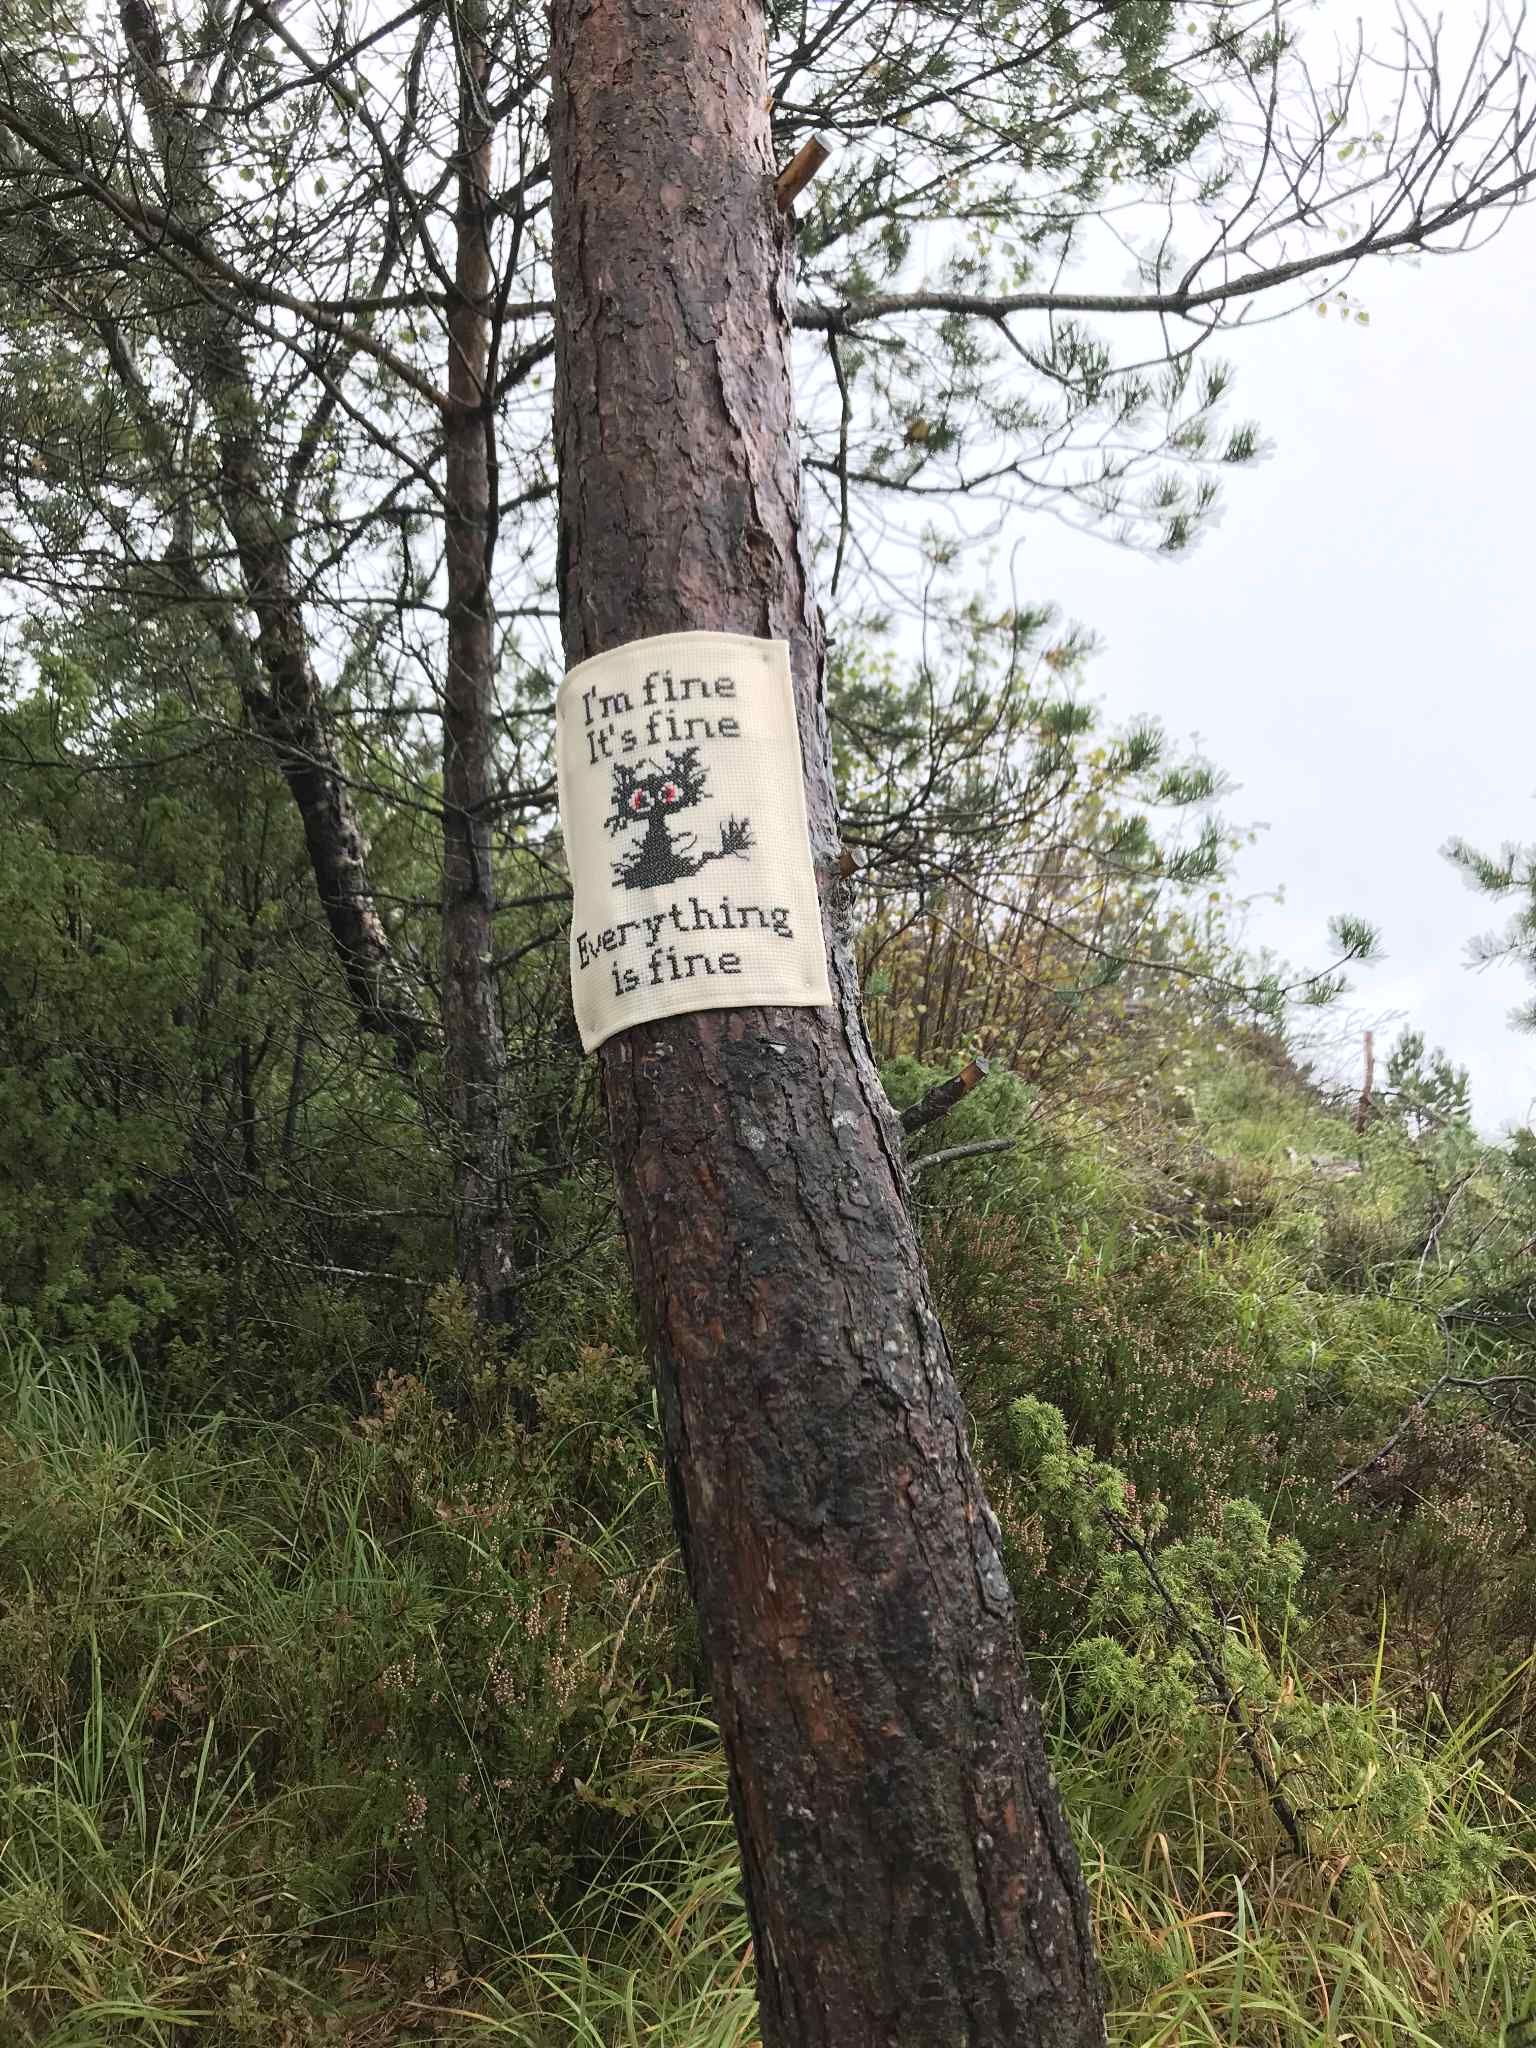 I'm fine
It's fine
Everything
is fine